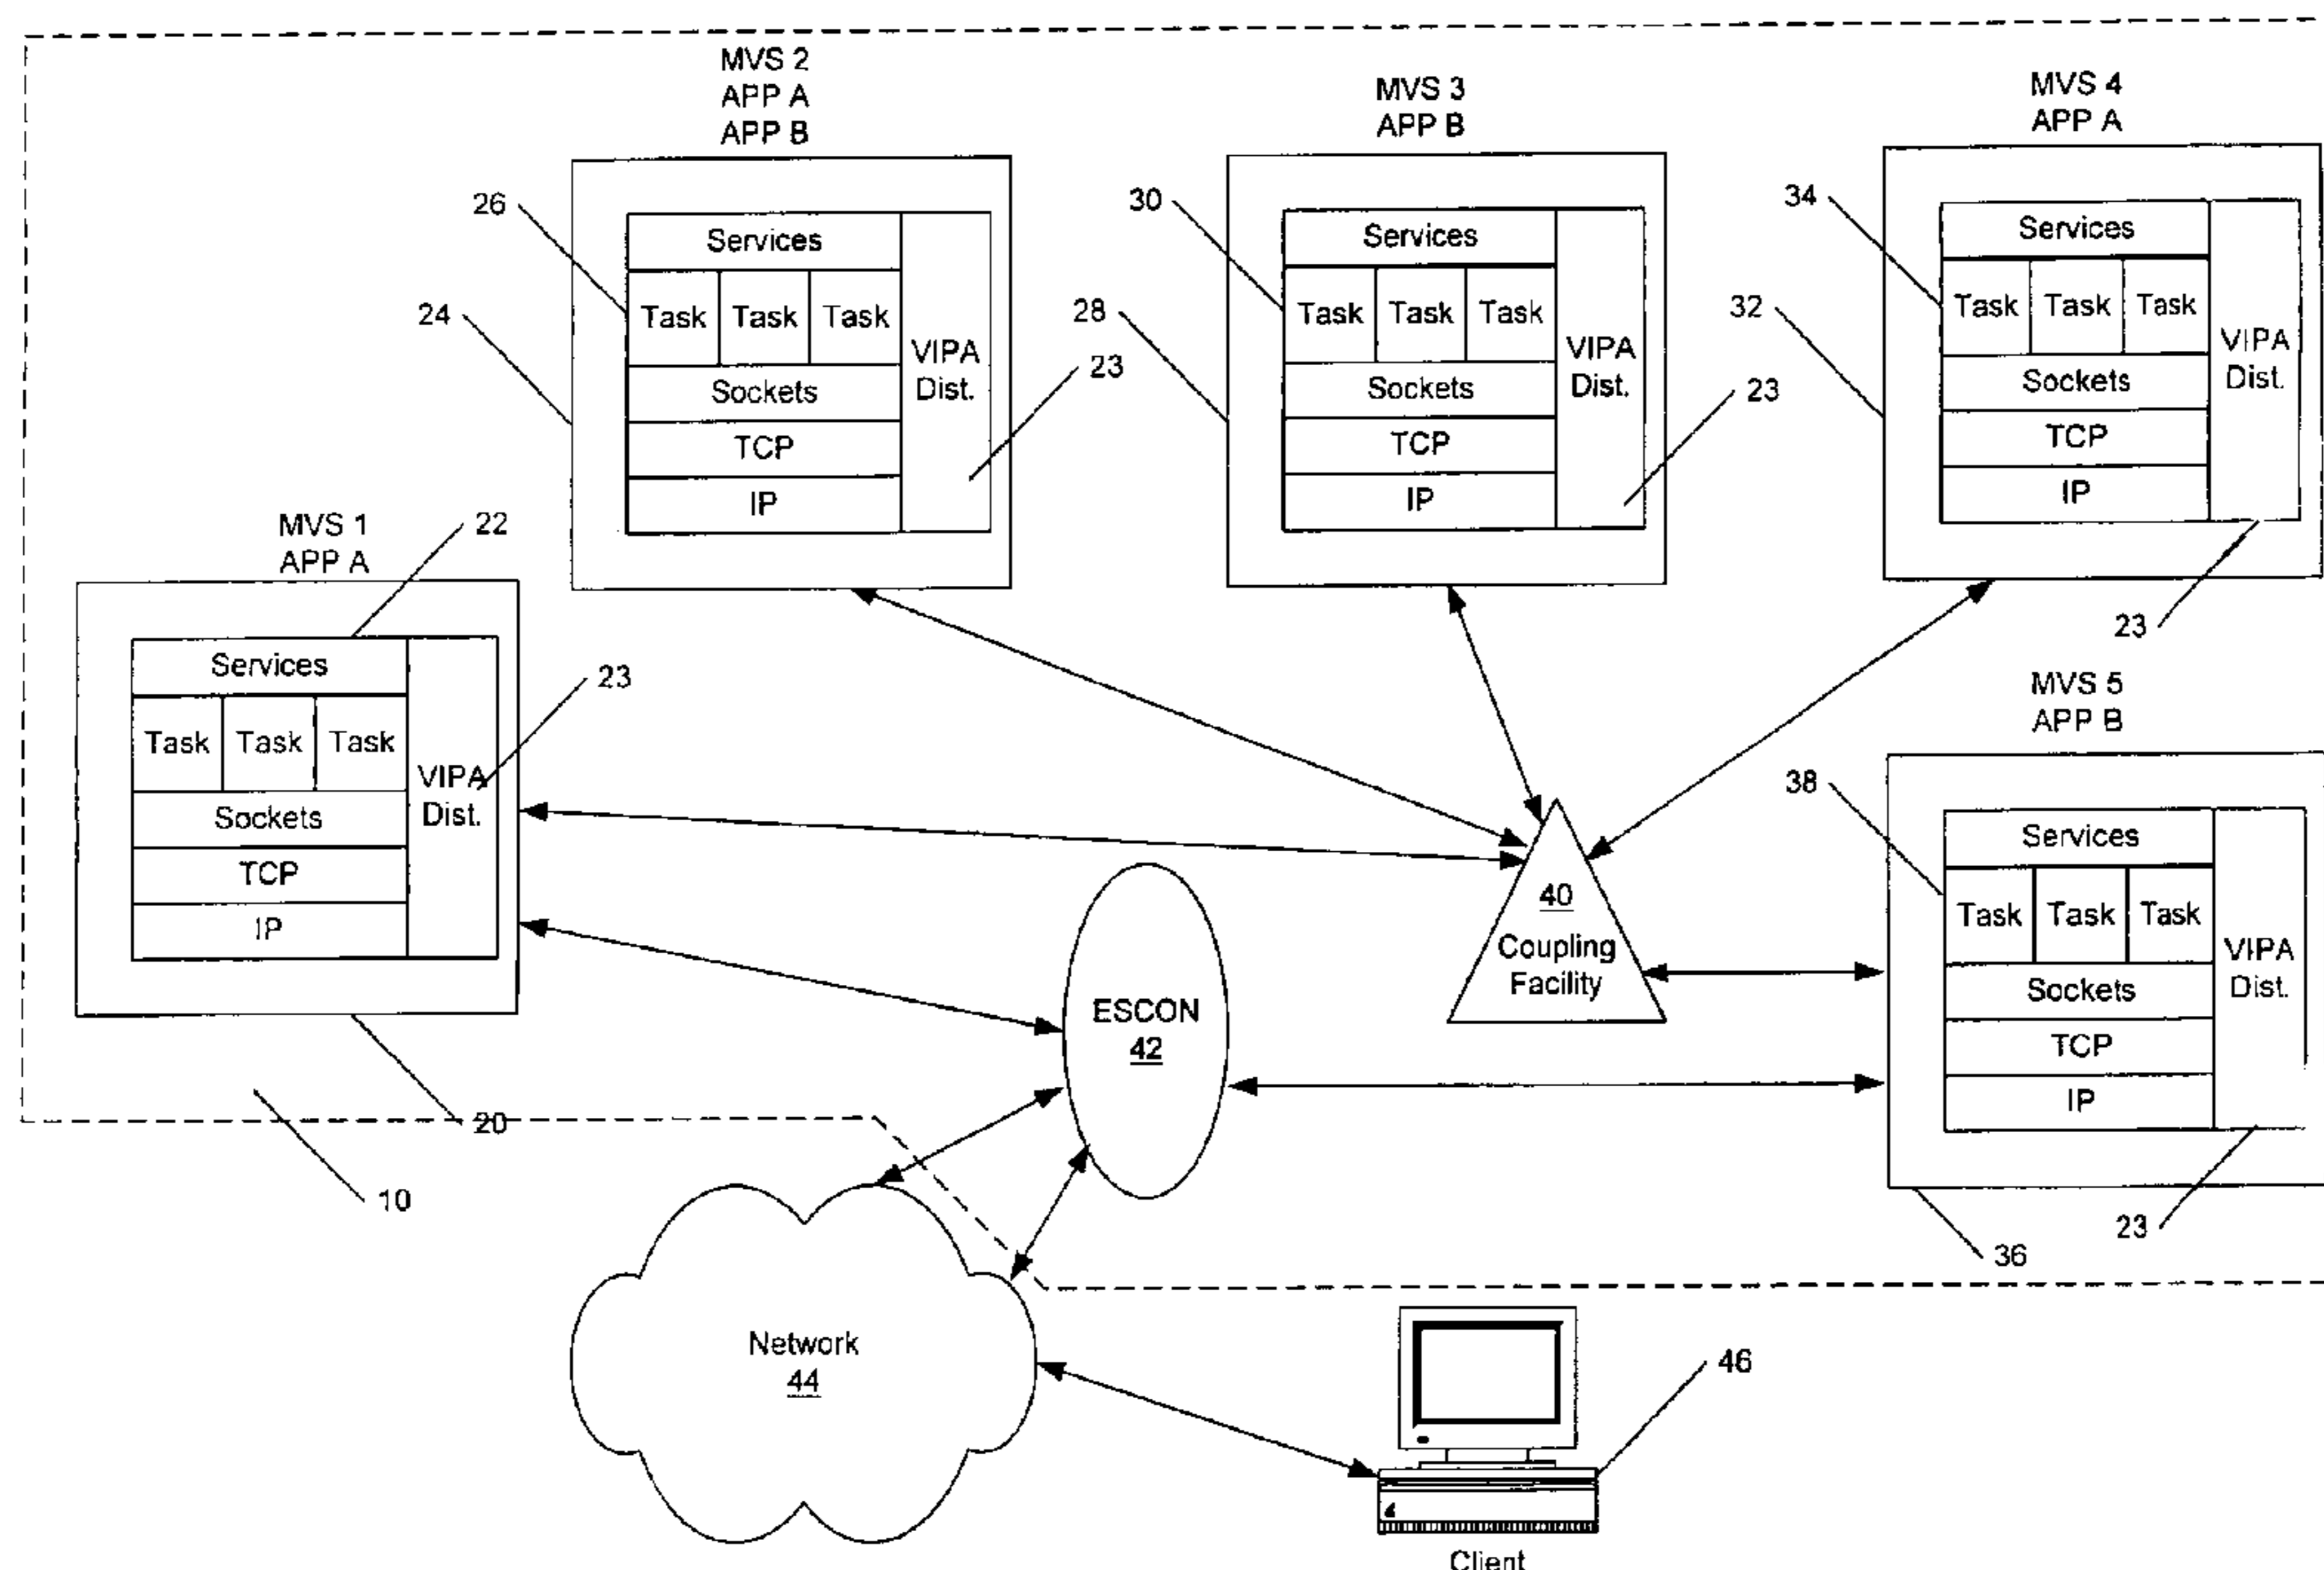 MVS 2
APP A
APP B
MVS 3
APP B
MVS 4
APP A
26
Services
Task Task Task
Sockets
TCP
IP
VIPA
Dist.
23
24
30
Services
Task Task Task
Sockets
TCP
IP
VIPA
Dist.
23
28
34
Services
Task Task Task
Sockets
TCP
IP
VIPA
Dist.
23
32
MVS 1
APP A
22
Services
Task Task Task
Sockets
TCP
IP
VIPA
Dist.
23
20
10
MVS 5
APP B
38
Services
Task Task Task
Sockets
TCP
IP
VIPA
Dist.
23
36
40
Coupling
Facility
ESCON
42
Network
44
46
Client